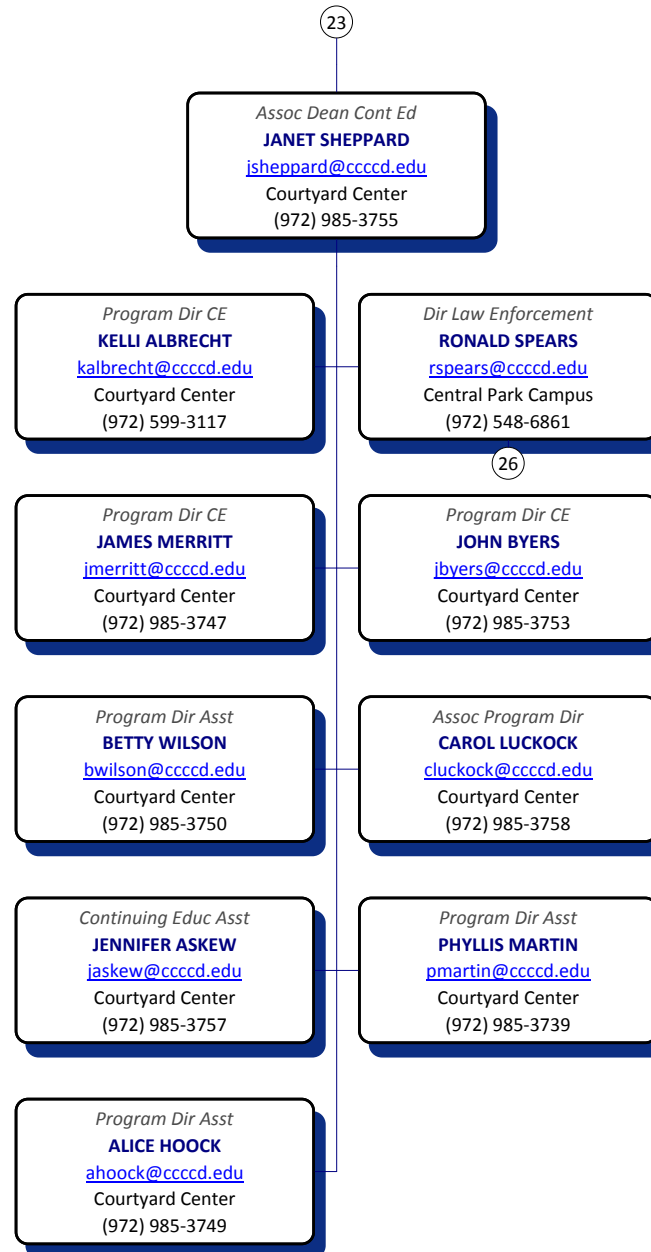 23
Assoc Dean Cont Ed
JANET SHEPPARD
jsheppard@ccccd.edu
Courtyard Center
(972) 985-3755
Program Dir CE
KELLI ALBRECHT
kalbrecht@ccccd.edu
Courtyard Center
(972) 599-3117
Dir Law Enforcement
RONALD SPEARS
rspears@ccccd.edu
Central Park Campus
(972) 548-6861
26
Program Dir CE
JAMES MERRITT
jmerritt@ccccd.edu
Courtyard Center
(972) 985-3747
Program Dir CE
JOHN BYERS
jbyers@ccccd.edu
Courtyard Center
(972) 985-3753
Program Dir Asst
BETTY WILSON
bwilson@ccccd.edu
Courtyard Center
(972) 985-3750
Assoc Program Dir
CAROL LUCKOCK
cluckock@ccccd.edu
Courtyard Center
(972) 985-3758
Continuing Educ Asst
JENNIFER ASKEW
jaskew@ccccd.edu
Courtyard Center
(972) 985-3757
Program Dir Asst
PHYLLIS MARTIN
pmartin@ccccd.edu
Courtyard Center
(972) 985-3739
Program Dir Asst
ALICE HOOCK
ahoock@ccccd.edu
Courtyard Center
(972) 985-3749